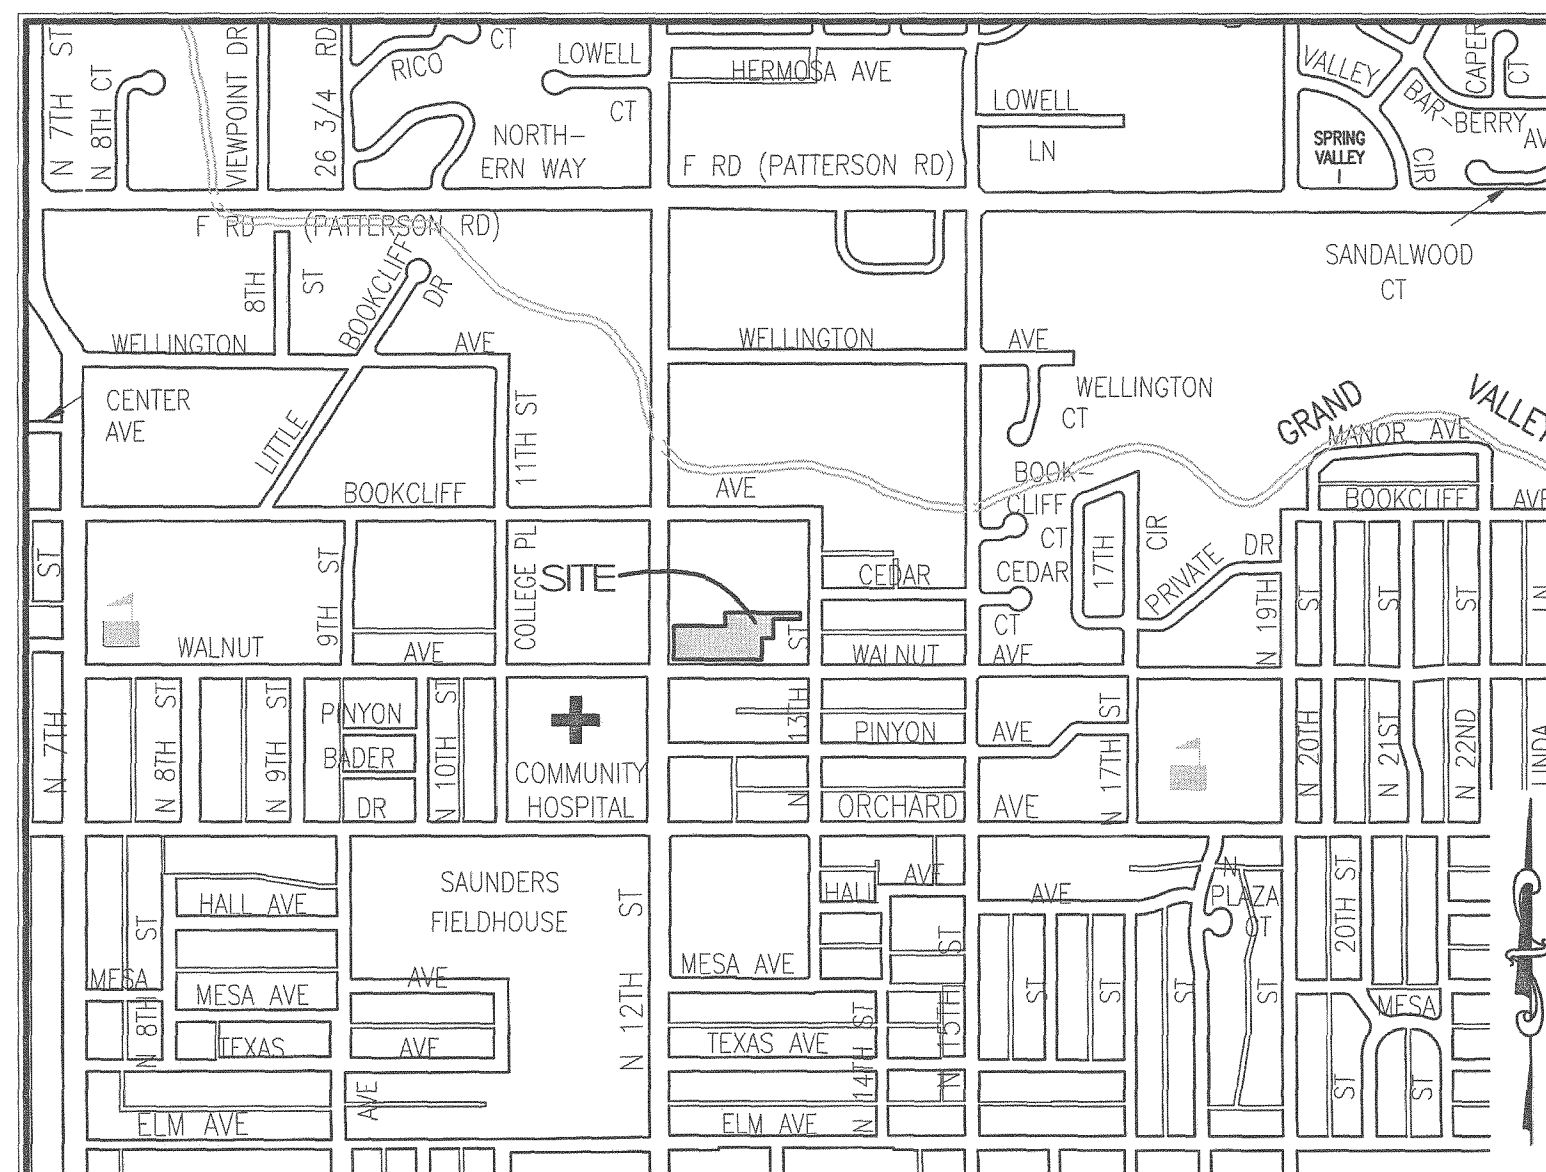 N 7TH ST
N 8TH CT
VIEWPOINT DR
26 3/4 RD
RICO
CT
LOWELL
CT
NORTH-
ERN WAY
HERMOSA AVE
F RD (PATTERSON RD)
LOWELL
LN
VALLEY
CAPER
CT
BAR-BERRY
AV
CIR
SPRING
VALLEY
I
SANDALWOOD
CT
F RD (PATTERSON RD)
8TH ST
BOOKCLIFF
DR
WELLINGTON AVE
WELLINGTON
AVE
WELLINGTON
CT
CENTER
AVE
LITTLE
BOOKCLIFF
11TH ST
AVE
GRAND
VALLEY
MANOR AVE
BOOKCLIFF AVE
BOOK-
CLIFF
CT
CEDAR
CT
17TH
CIR
PRIVATE
DR
ST
9TH ST
COLLEGE PL
SITE
ST
CEDAR
WALNUT
AVE
WALNUT
AVE
N 19TH
ST
ST
ST
LN
N 7TH
N 8TH ST
N 9TH ST
PINYON
BADER
DR
N 10TH ST
COMMUNITY
HOSPITAL
N 13TH
PINYON
AVE
ORCHARD
AVE
N 17TH ST
N 20TH
N 21ST
N 22ND
LINDA
HALL AVE
SAUNDERS
FIELDHOUSE
N 12TH ST
HALL
AVE
AVE
N
PLAZA
CT
20TH ST
MESA
N 8TH ST
MESA AVE
AVE
MESA AVE
ST
ST
ST
ST
ST
MESA
TEXAS
AVE
TEXAS AVE
N 14TH ST
N 15TH
ELM AVE
AVE
ELM AVE
ST
ST